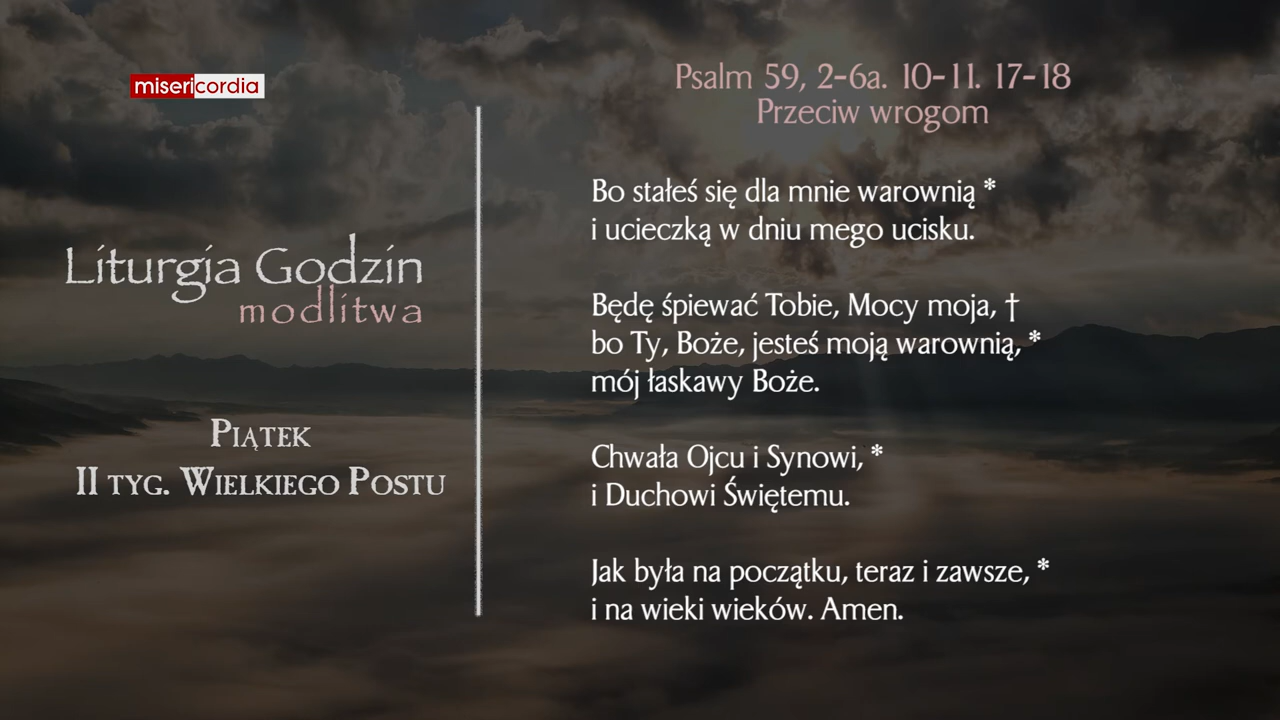 misericordia
Liturgia Godzin
modlitwa
Piątek
II tyg. Wielkiego Postu
Psalm 59, 2-6a. 10-11. 17-18
Przeciw wrogom
Bo stałeś się dla mnie warownią *
i ucieczką w dniu mego ucisku.
Będę śpiewać Tobie, Mocy moja, †
bo Ty, Boże, jesteś moją warownią, *
mój łaskawy Boże.
Chwała Ojcu i Synowi, *
i Duchowi Świętemu.
Jak była na początku, teraz i zawsze, *
i na wieki wieków. Amen.